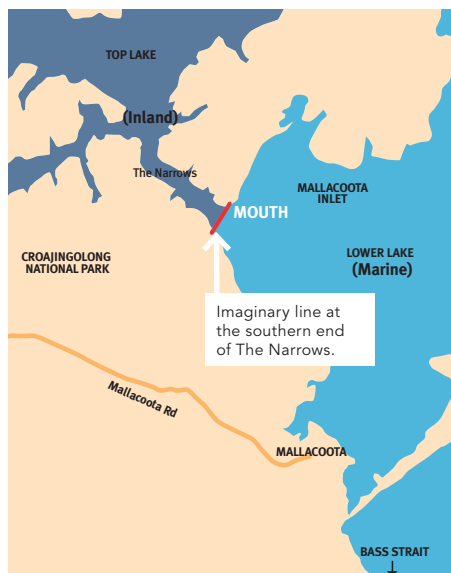 TOP LAKE
(Inland)
The Narrows
MALLACOOTA
INLET
MOUTH
LOWER LAKE
(Marine)
CROAJINGOLONG
NATIONAL PARK
Imaginary line at
the southern end
of The Narrows.
Mallacoota Rd
MALLACOOTA
BASS STRAIT